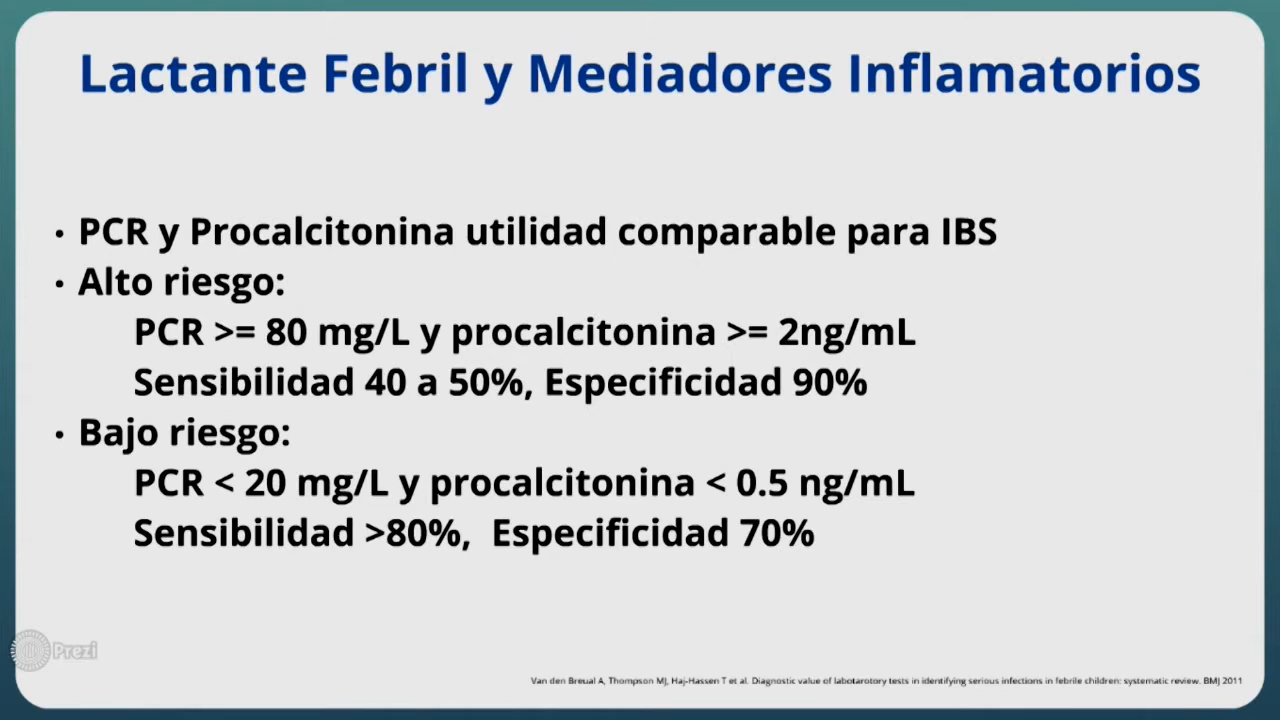 Lactante Febril y Mediadores Inflamatorios
• PCR y Procalcitonina utilidad comparable para IBS
• Alto riesgo:
PCR >= 80 mg/L y procalcitonina >= 2ng/mL
Sensibilidad 40 a 50%, Especificidad 90%
• Bajo riesgo:
PCR < 20 mg/L y procalcitonina < 0.5 ng/mL
Sensibilidad >80%, Especificidad 70%
Prezi
Van den Breual A, Thompson MJ, Haj-Hassen T et al. Diagnostic value of labotarotory tests in identifying serious infections in febrile children: systematic review. BMJ 2011